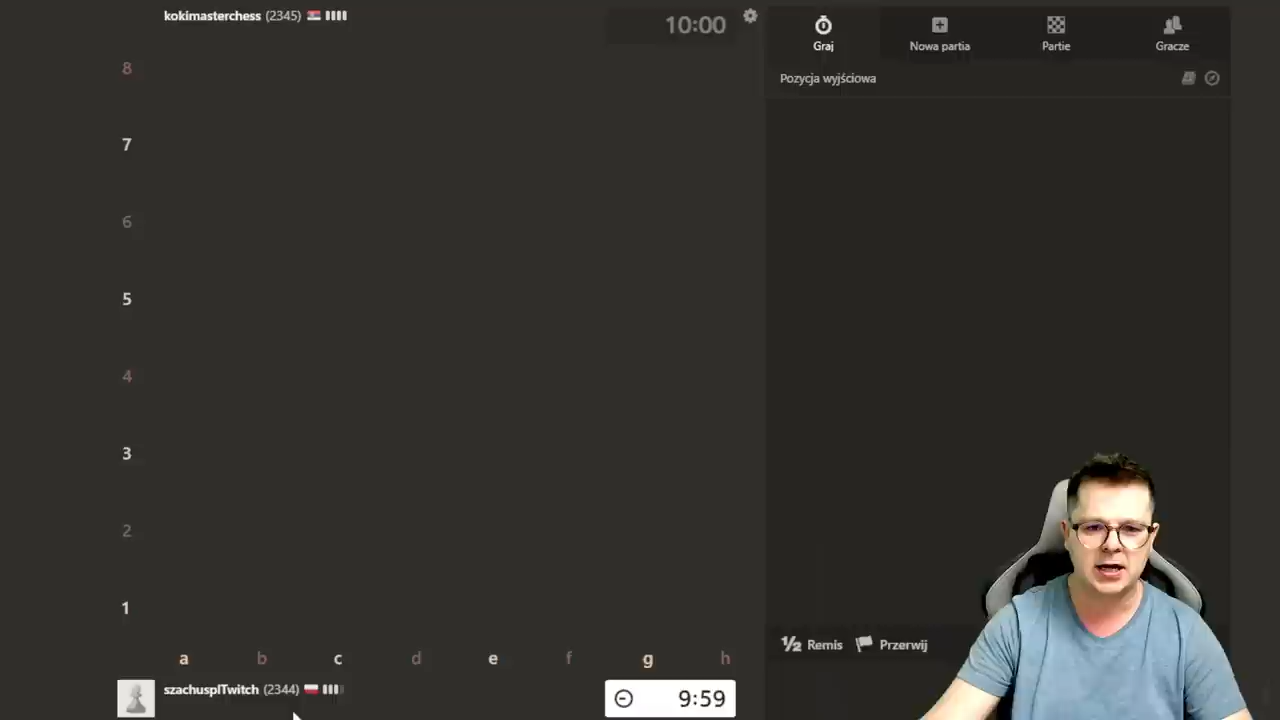 kokimasterchess (2345)
10:00
8
7
6
5
4
3
2
1
a b c d e f g h
szachusplTwitch (2344)
9:59
Graj
Nowa partia
Partie
Gracze
Pozycja wyjściowa
½ Remis
Przerwij